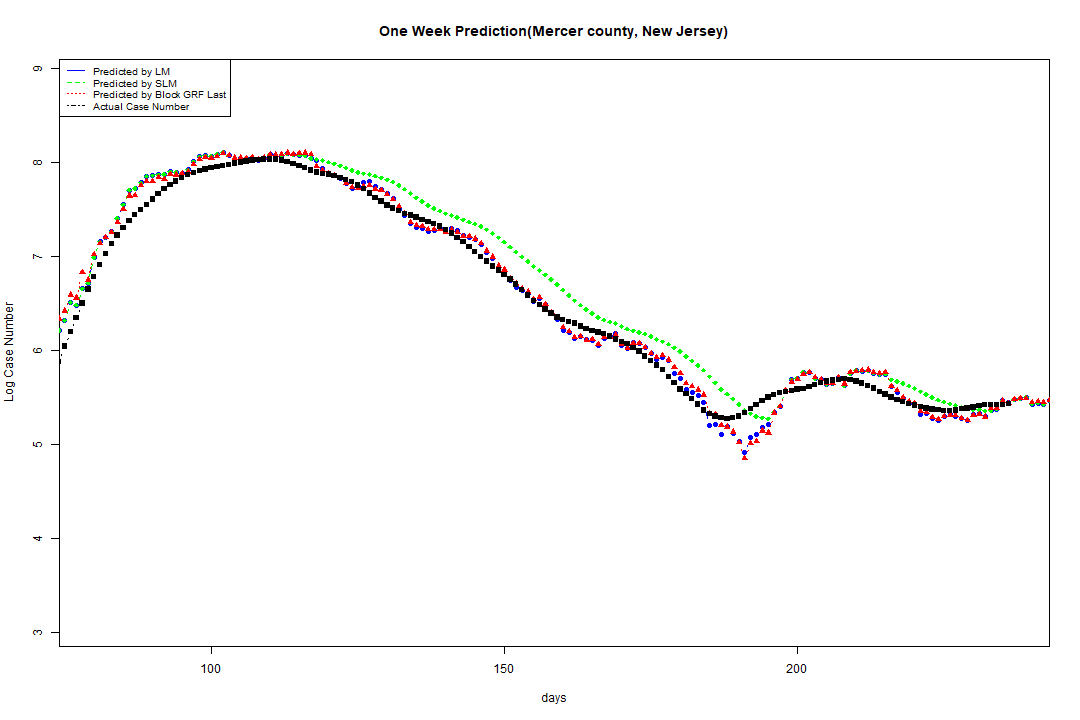 One Week Prediction(Mercer county, New Jersey)
Predicted by LM
Predicted by SLM
Predicted by Block GRF Last
Actual Case Number
Log Case Number
9
8
7
6
5
4
3
100 150 200
days